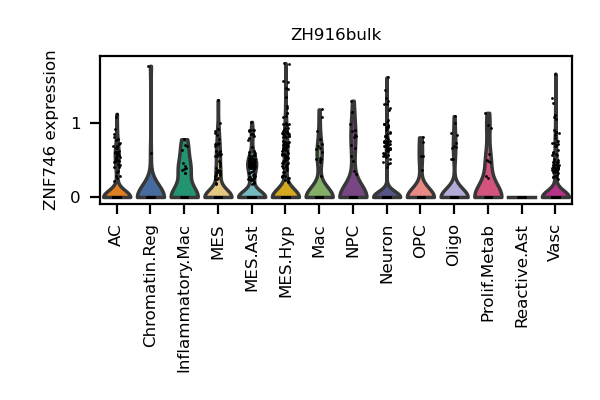 ZH916bulk
ZNF746 expression
1
0
AC
Chromatin.Reg
Inflammatory.Mac
MES
MES.Ast
MES.Hyp
Mac
NPC
Neuron
OPC
Oligo
Prolif.Metab
Reactive.Ast
Vasc